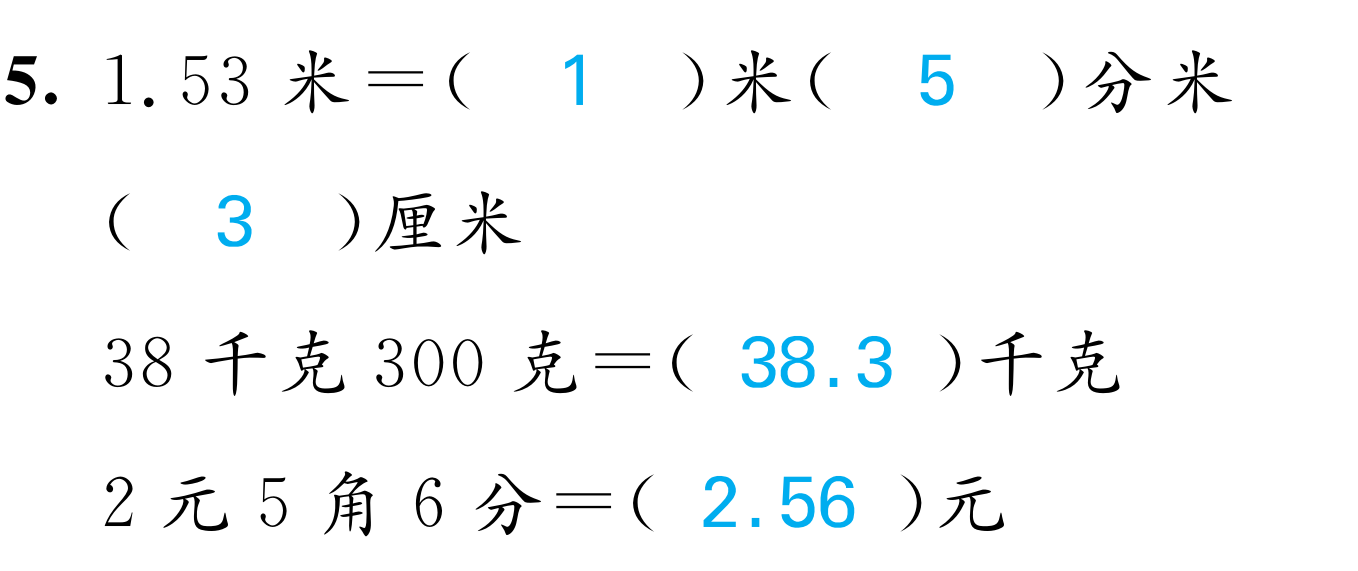 5. 1.53 米=( 1 )米( 5 )分米
( 3 )厘米
38 千克 300 克=( 38.3 )千克
2 元 5 角 6 分=( 2.56 )元